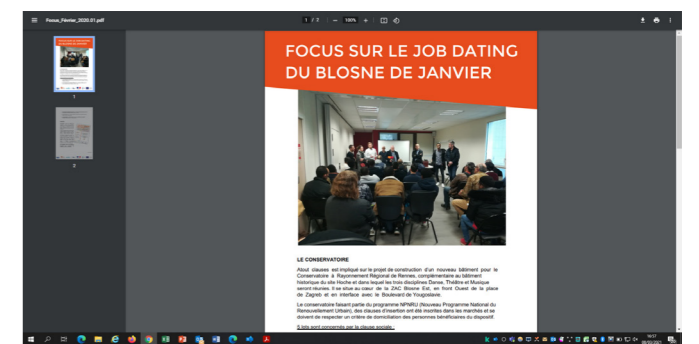 Focus_Février_2020.01.pdf
1 / 7
100%
FOCUS SUR LE JOB DATING
DU BLOSNE DE JANVIER
LE CONSERVATOIRE
Atout clauses est impliqué sur le projet de construction d'un nouveau bâtiment pour le
Conservatoire à Rayonnement Régional de Rennes, complémentaire au bâtiment
historique du site Hoche et dans lequel les trois disciplines Danse, Théâtre et Musique
seront réunies. Il se situe au cœur de la ZAC Blosne Est, en front Ouest de la place
de Zagreb et en interface avec le Boulevard de Yougoslavie.
Le conservatoire faisant partie du programme NPNRU (Nouveau Programme National du
Renouvellement Urbain), des clauses d'insertion ont été inscrites dans les marchés et se
doivent de respecter un critère de domiciliation des personnes bénéficiaires du dispositif.
5 lots sont concernés par la clause sociale :
1
2
16:57